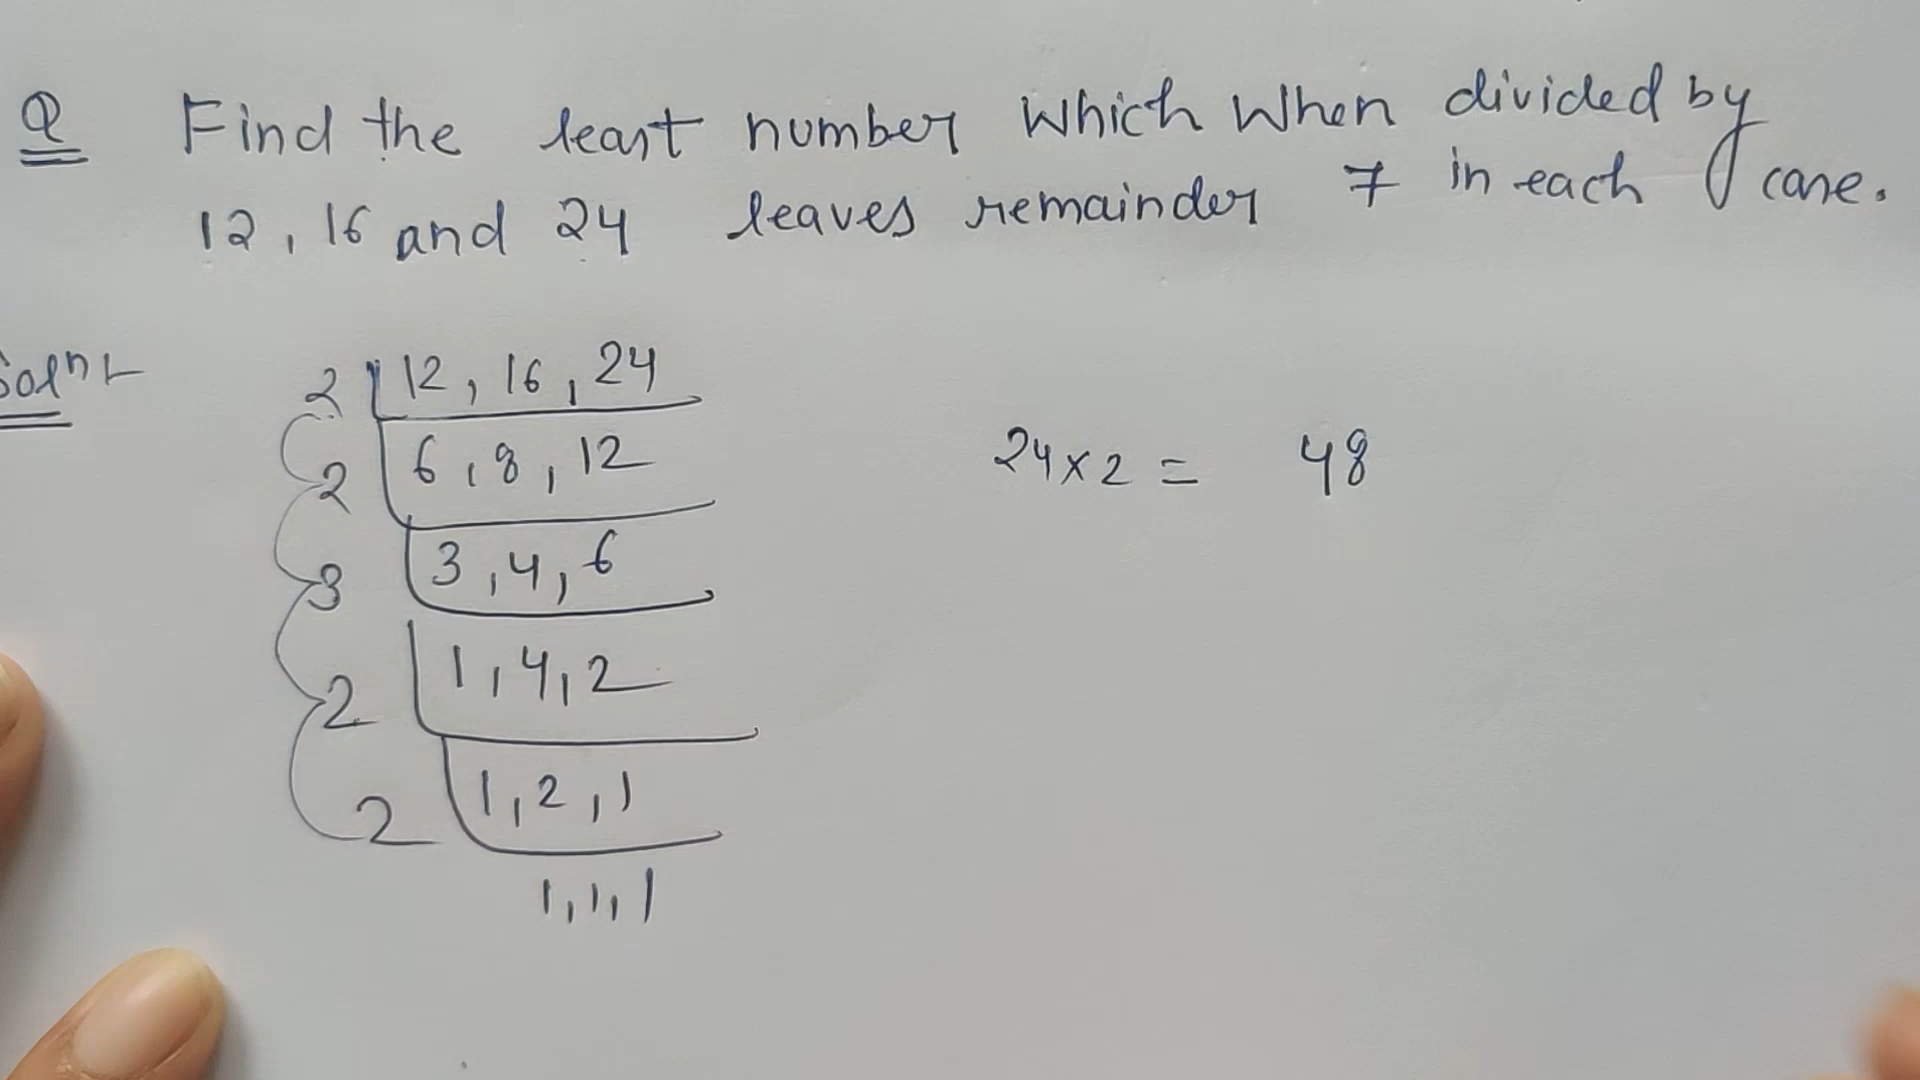 Q Find the least number which when divided by
12, 16 and 24 leaves remainder 7 in each case.
Soln
2 12, 16, 24
24 x 2 = 48
2 6, 8, 12
3 3, 4, 6
2 1, 4, 2
2 1, 2, 1
1, 1, 1